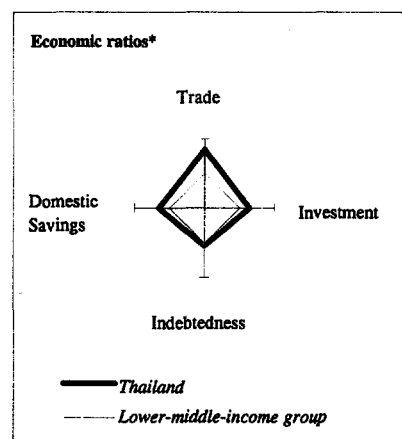 Economic ratios*
Trade
Domestic
Savings
Investment
Indebtedness
Thailand
Lower-middle-income group